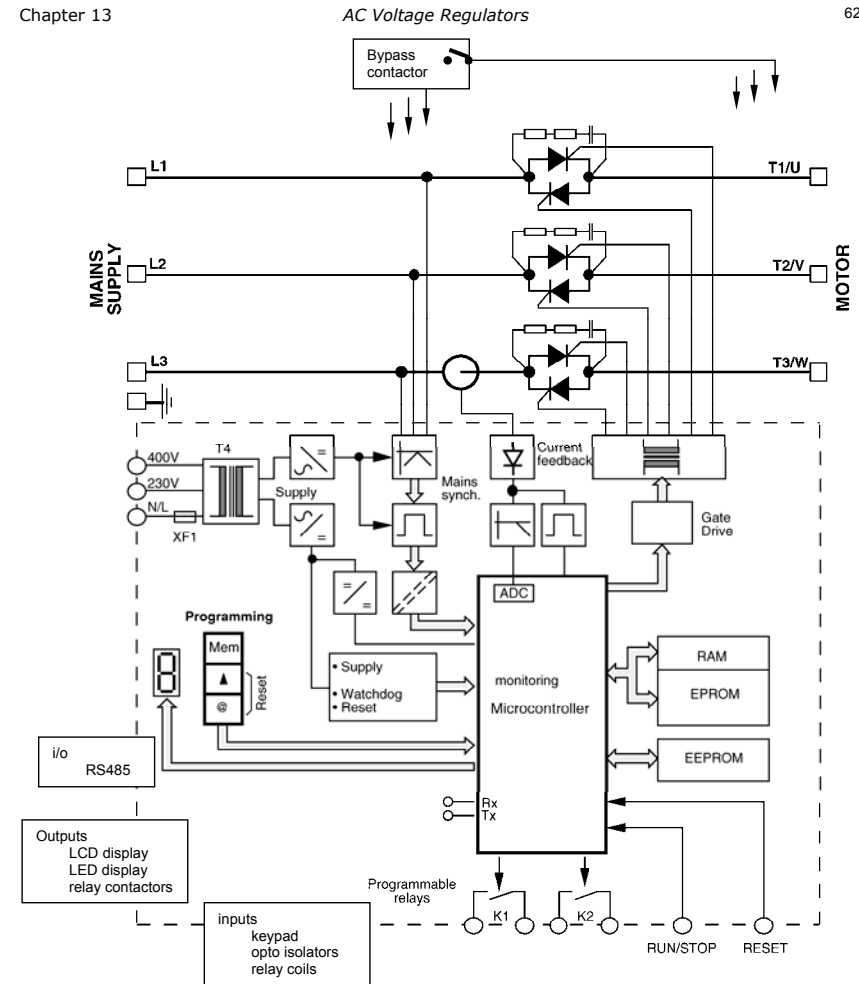 Chapter 13
AC Voltage Regulators
62
Bypass
contactor
L1
T1/U
MAINS
SUPPLY
L2
T2/V
MOTOR
L3
T3/W
400V
T4
230V
Supply
N/L
XF1
Mains
synch.
Current
feedback
Gate
Drive
ADC
Programming
Mem
@
Reset
• Supply
• Watchdog
• Reset
monitoring
Microcontroller
RAM
EPROM
EEPROM
i/o
RS485
Rx
Tx
Outputs
LCD display
LED display
relay contactors
Programmable
relays
K1
K2
RUN/STOP
RESET
inputs
keypad
opto isolators
relay coils